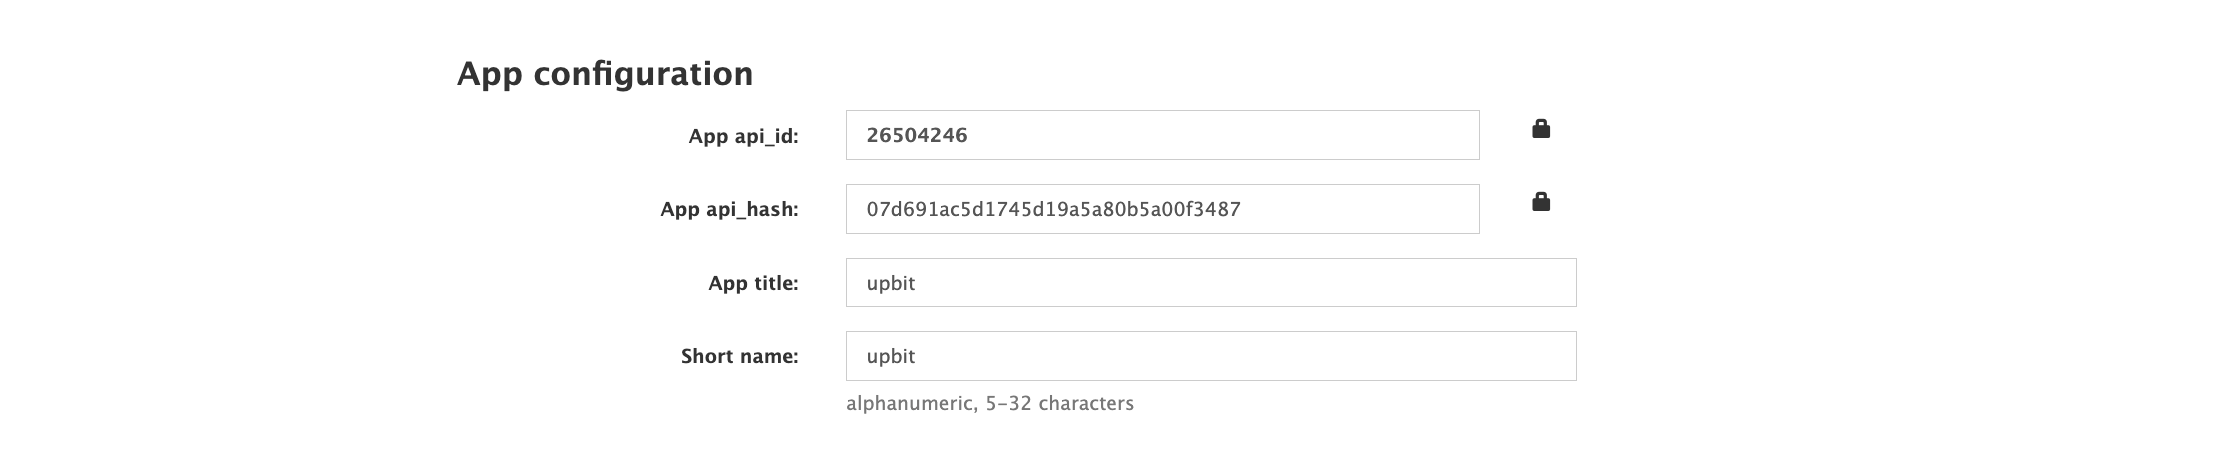 App configuration
App api_id: 26504246
App api_hash: 07d691ac5d1745d19a5a80b5a00f3487
App title: upbit
Short name: upbit
alphanumeric, 5–32 characters